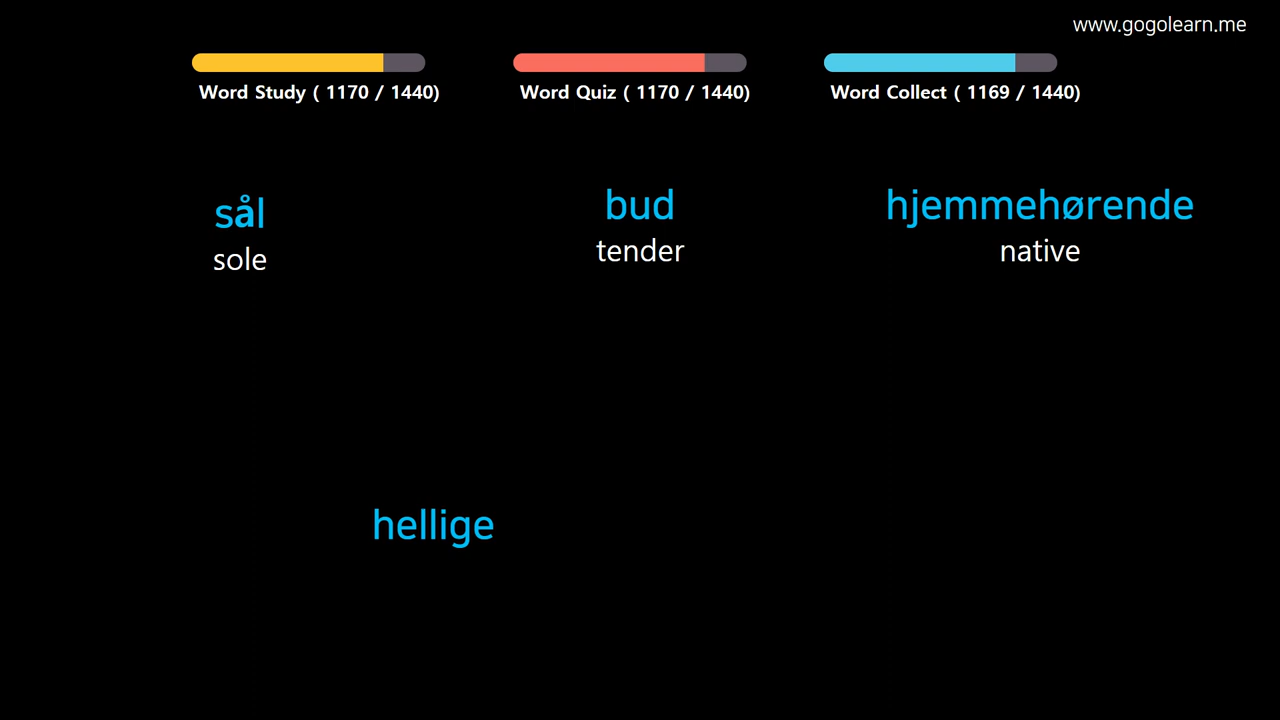 www.gogolearn.me
Word Study ( 1170 / 1440)
Word Quiz ( 1170 / 1440)
Word Collect ( 1169 / 1440)
sål
bud
hjemmehørende
sole
tender
native
hellige